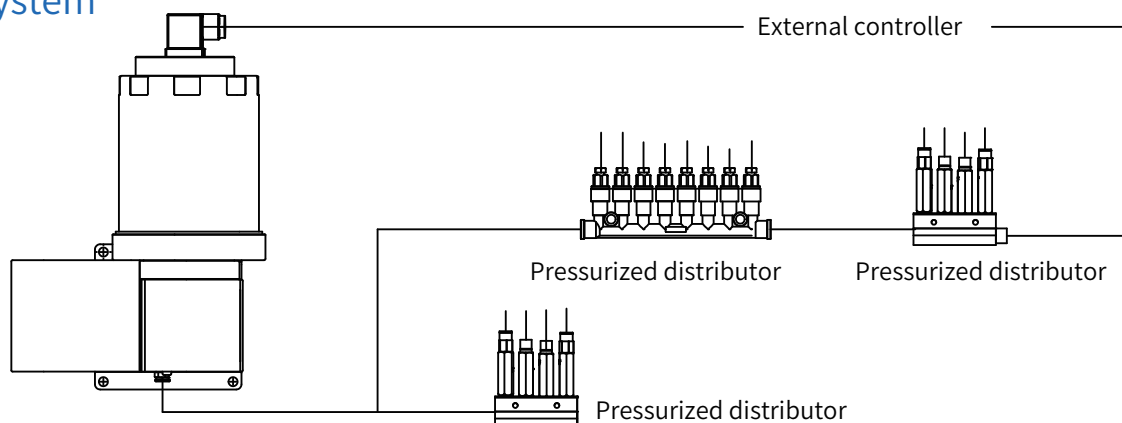 ystem
External controller
Pressurized distributor
Pressurized distributor
Pressurized distributor